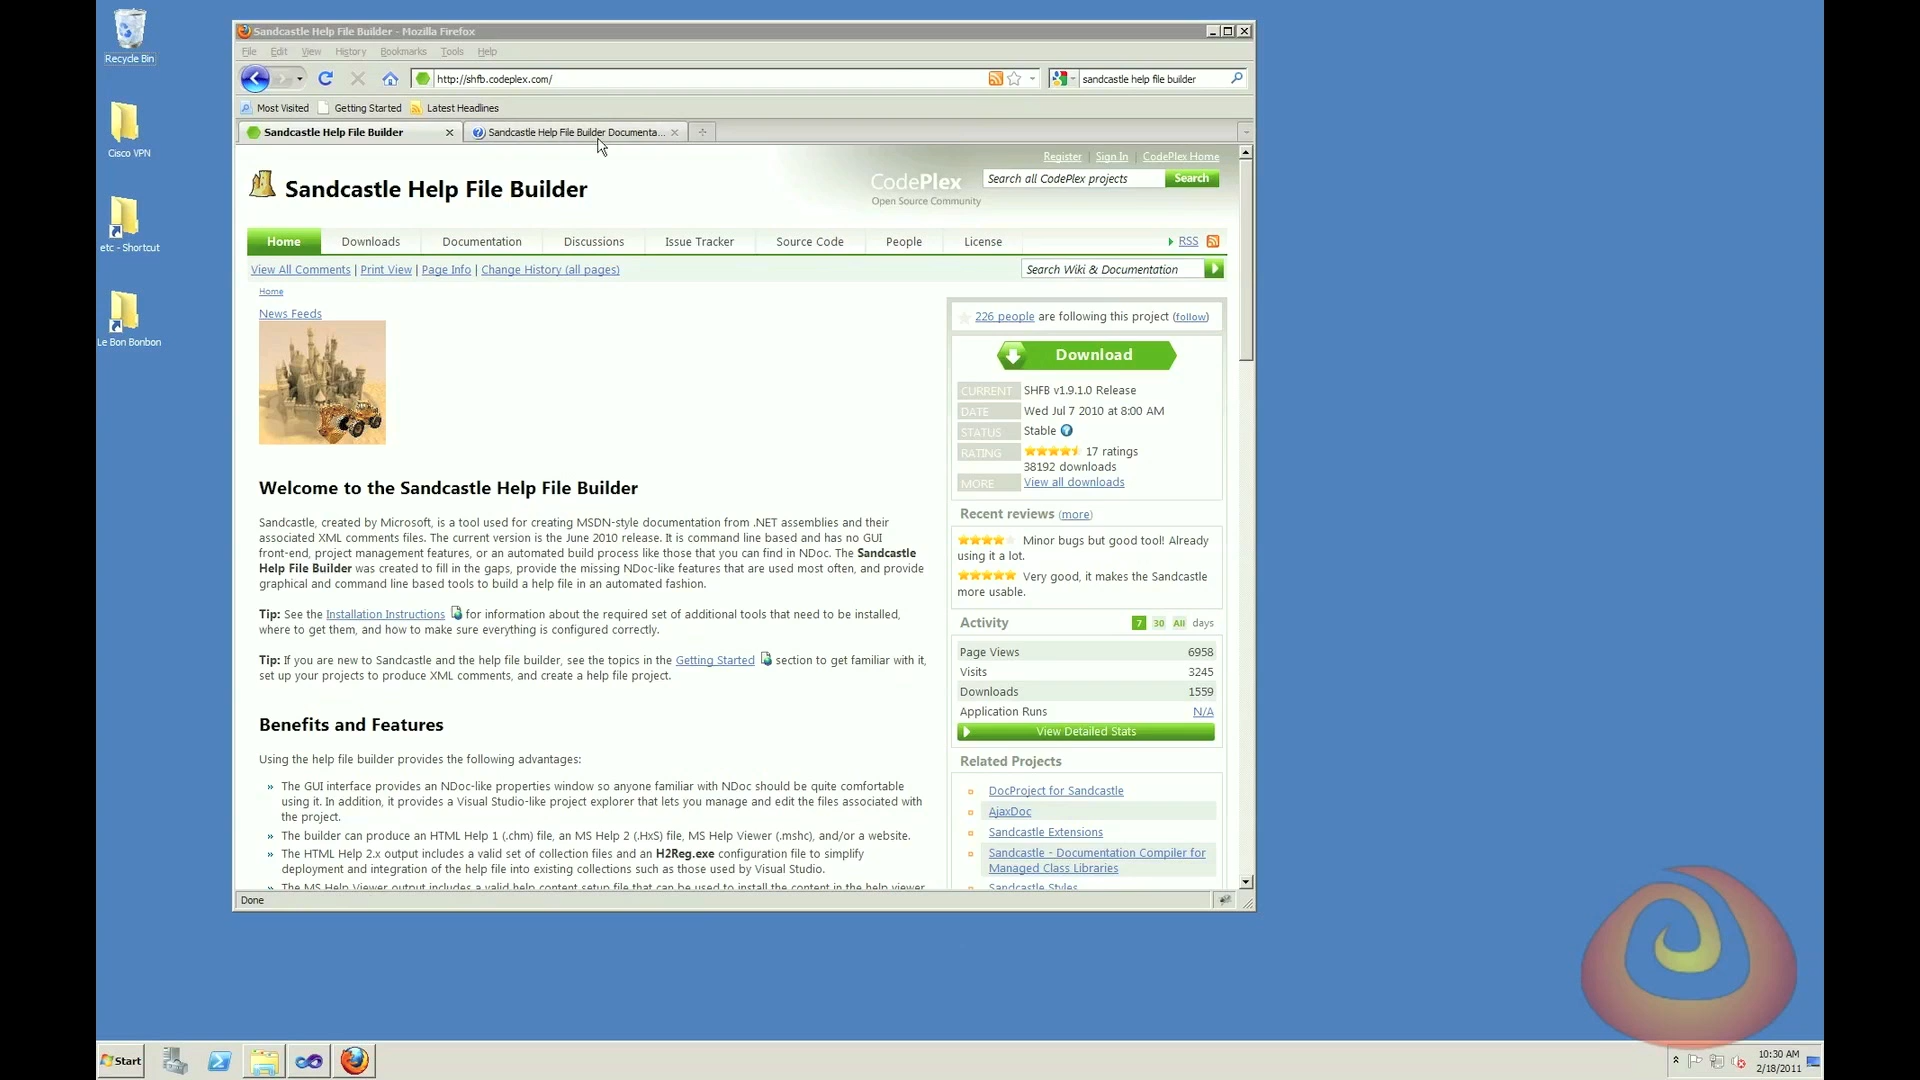 Recycle Bin
Cisco VPN
etc - Shortcut
Le Bon Bonbon
Sandcastle Help File Builder - Mozilla Firefox
File Edit View History Bookmarks Tools Help
http://shfb.codeplex.com/
sandcastle help file builder
Most Visited Getting Started Latest Headlines
Sandcastle Help File Builder
Sandcastle Help File Builder Documenta...
Register | Sign In | CodePlex Home
Sandcastle Help File Builder
CodePlex
Open Source Community
Search all CodePlex projects
Search
Home Downloads Documentation Discussions Issue Tracker Source Code People License
RSS
View All Comments | Print View | Page Info | Change History (all pages)
Search Wiki & Documentation
Home
News Feeds
Welcome to the Sandcastle Help File Builder
Sandcastle, created by Microsoft, is a tool used for creating MSDN-style documentation from .NET assemblies and their
associated XML comments files. The current version is the June 2010 release. It is command line based and has no GUI
front-end, project management features, or an automated build process like those that you can find in NDoc. The Sandcastle
Help File Builder was created to fill in the gaps, provide the missing NDoc-like features that are used most often, and provide
graphical and command line based tools to build a help file in an automated fashion.
Tip: See the Installation Instructions for information about the required set of additional tools that need to be installed,
where to get them, and how to make sure everything is configured correctly.
Tip: If you are new to Sandcastle and the help file builder, see the topics in the Getting Started section to get familiar with it,
set up your projects to produce XML comments, and create a help file project.
Benefits and Features
Using the help file builder provides the following advantages:
» The GUI interface provides an NDoc-like properties window so anyone familiar with NDoc should be quite comfortable
using it. In addition, it provides a Visual Studio-like project explorer that lets you manage and edit the files associated with
the project.
» The builder can produce an HTML Help 1 (.chm) file, an MS Help 2 (.HxS) file, MS Help Viewer (.mshc), and/or a website.
» The HTML Help 2.x output includes a valid set of collection files and an H2Reg.exe configuration file to simplify
deployment and integration of the help file into existing collections such as those used by Visual Studio.
» The MS Help Viewer output includes a valid help content setup file that can be used to install the content in the help viewer
226 people are following this project (follow)
Download
CURRENT SHFB v1.9.1.0 Release
DATE Wed Jul 7 2010 at 8:00 AM
STATUS Stable
RATING 17 ratings
38192 downloads
MORE View all downloads
Recent reviews (more)
Minor bugs but good tool! Already
using it a lot.
Very good, it makes the Sandcastle
more usable.
Activity 7 30 All days
Page Views 6958
Visits 3245
Downloads 1559
Application Runs N/A
View Detailed Stats
Related Projects
DocProject for Sandcastle
AjaxDoc
Sandcastle Extensions
Sandcastle - Documentation Compiler for
Managed Class Libraries
Sandcastle Styles
Done
Start
10:30 AM
2/18/2011